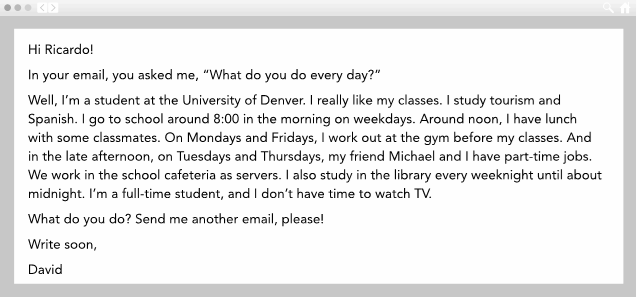 Hi Ricardo!
In your email, you asked me, “What do you do every day?”
Well, I’m a student at the University of Denver. I really like my classes. I study tourism and
Spanish. I go to school around 8:00 in the morning on weekdays. Around noon, I have lunch
with some classmates. On Mondays and Fridays, I work out at the gym before my classes. And
in the late afternoon, on Tuesdays and Thursdays, my friend Michael and I have part-time jobs.
We work in the school cafeteria as servers. I also study in the library every weeknight until about
midnight. I’m a full-time student, and I don’t have time to watch TV.
What do you do? Send me another email, please!
Write soon,
David